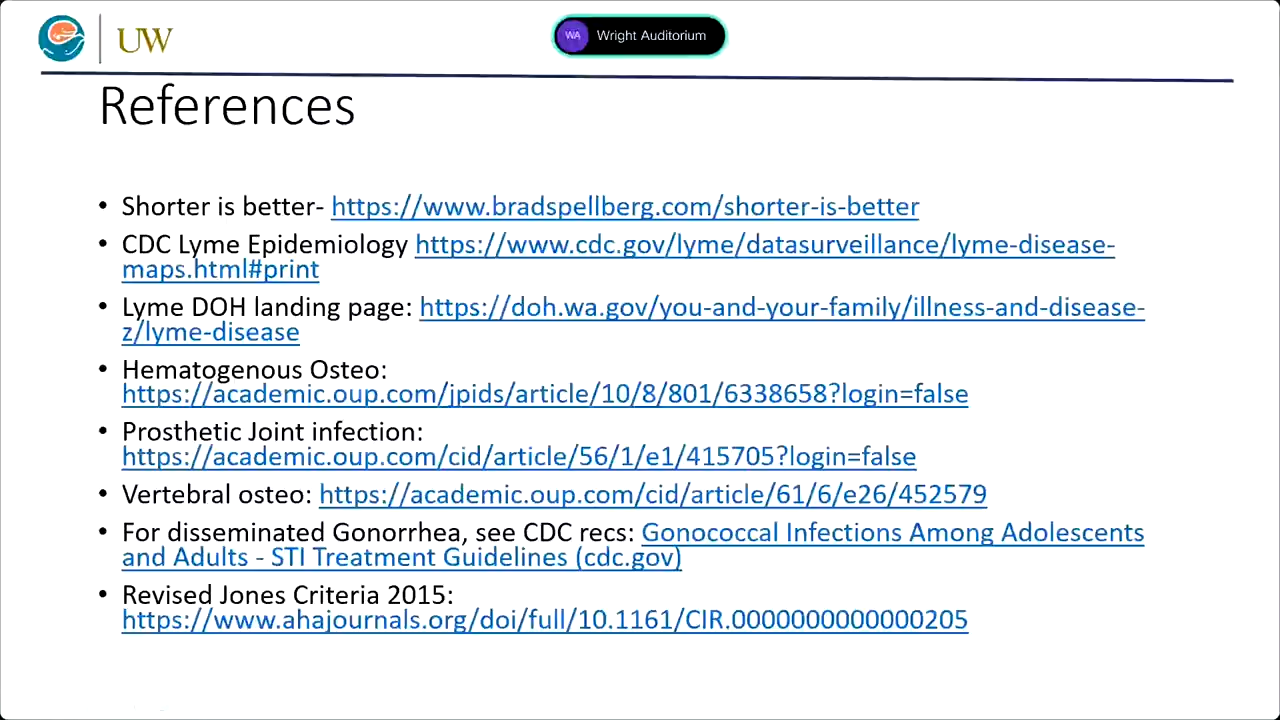 UW
WA Wright Auditorium
References
• Shorter is better- https://www.bradspellberg.com/shorter-is-better
• CDC Lyme Epidemiology https://www.cdc.gov/lyme/datasurveillance/lyme-disease-
maps.html#print
• Lyme DOH landing page: https://doh.wa.gov/you-and-your-family/illness-and-disease-
z/lyme-disease
• Hematogenous Osteo:
https://academic.oup.com/jpids/article/10/8/801/6338658?login=false
• Prosthetic Joint infection:
https://academic.oup.com/cid/article/56/1/e1/415705?login=false
• Vertebral osteo: https://academic.oup.com/cid/article/61/6/e26/452579
• For disseminated Gonorrhea, see CDC recs: Gonococcal Infections Among Adolescents
and Adults - STI Treatment Guidelines (cdc.gov)
• Revised Jones Criteria 2015:
https://www.ahajournals.org/doi/full/10.1161/CIR.0000000000000205